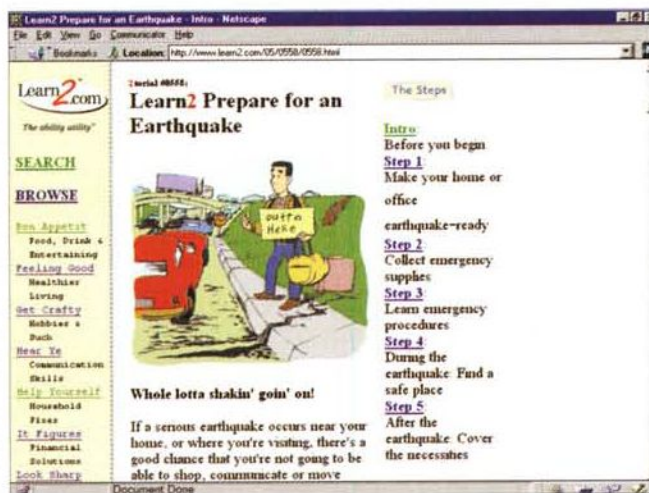 Learn2 Prepare for an Earthquake - Intro - Netscape
File Edit View Go Communicator Help
Bookmarks Location: http://www.learn2.com/05/0558/0558.html
Learn2.com
The ability utility
SEARCH
BROWSE
Bon Appetit
Food, Drink &
Entertaining
Feeling Good
Healthier
Living
Get Crafty
Hobbies &
Such
Hear Ye
Communication
Skills
Help Yourself
Household
Fixes
It Figures
Financial
Solutions
Look Sharp
2torial #0558:
Learn2 Prepare for an
Earthquake
outta
Here
Whole lotta shakin' goin' on!
If a serious earthquake occurs near your
home, or where you're visiting, there's a
good chance that you're not going to be
able to shop, communicate or move
The Steps
Intro:
Before you begin
Step 1:
Make your home or
office
earthquake-ready
Step 2:
Collect emergency
supplies
Step 3:
Learn emergency
procedures
Step 4:
During the
earthquake: Find a
safe place
Step 5:
After the
earthquake: Cover
the necessities
Document Done